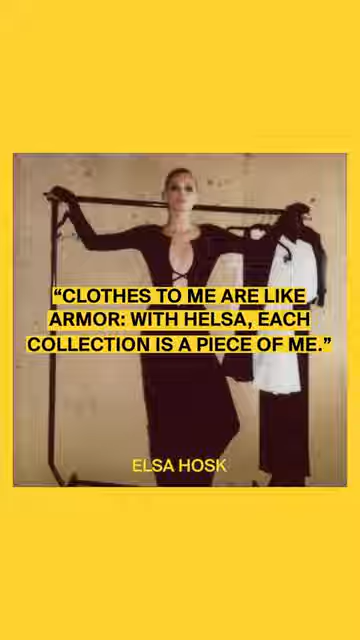 “CLOTHES TO ME ARE LIKE
ARMOR: WITH HELSA, EACH
COLLECTION IS A PIECE OF ME.”
ELSA HOSK